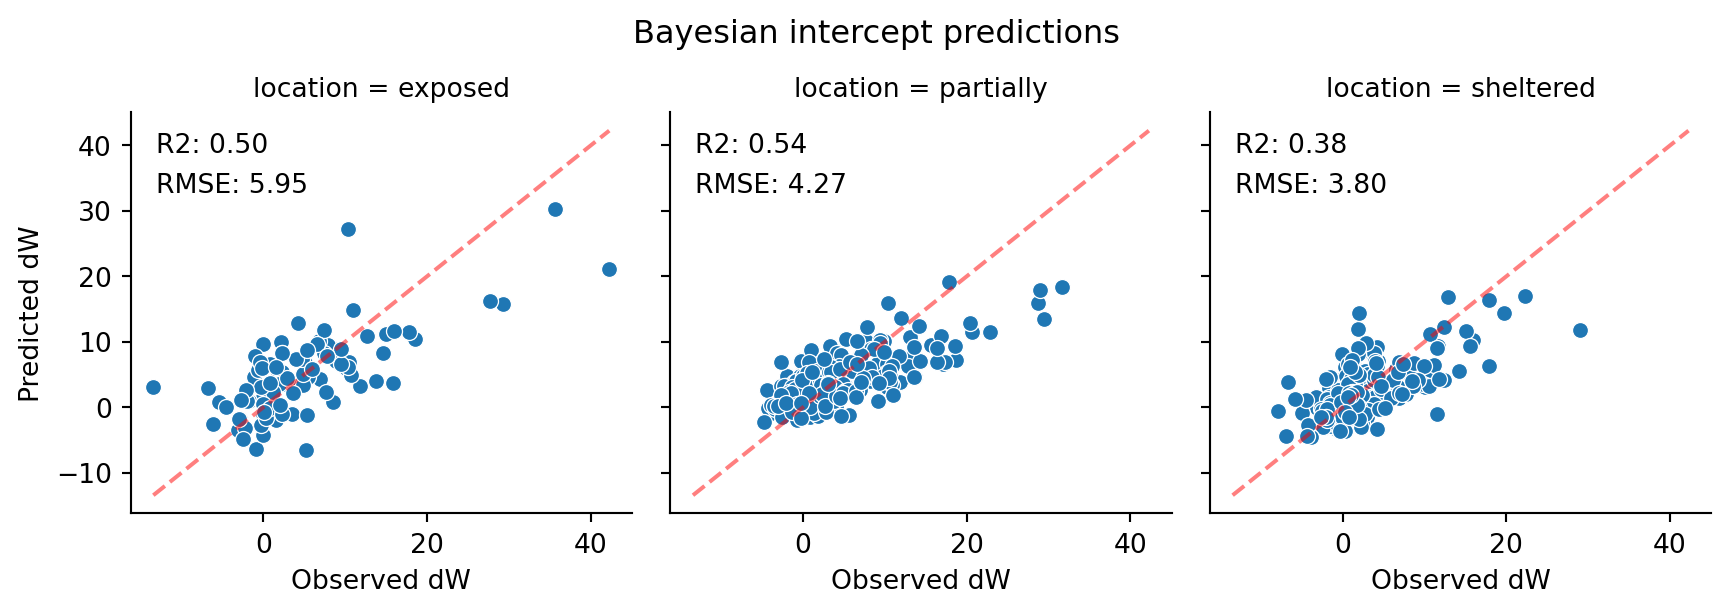 Bayesian intercept predictions
location = exposed
location = partially
location = sheltered
R2: 0.50
RMSE: 5.95
R2: 0.54
RMSE: 4.27
R2: 0.38
RMSE: 3.80
Predicted dW
40
30
20
10
0
−10
0 20 40
0 20 40
0 20 40
Observed dW
Observed dW
Observed dW